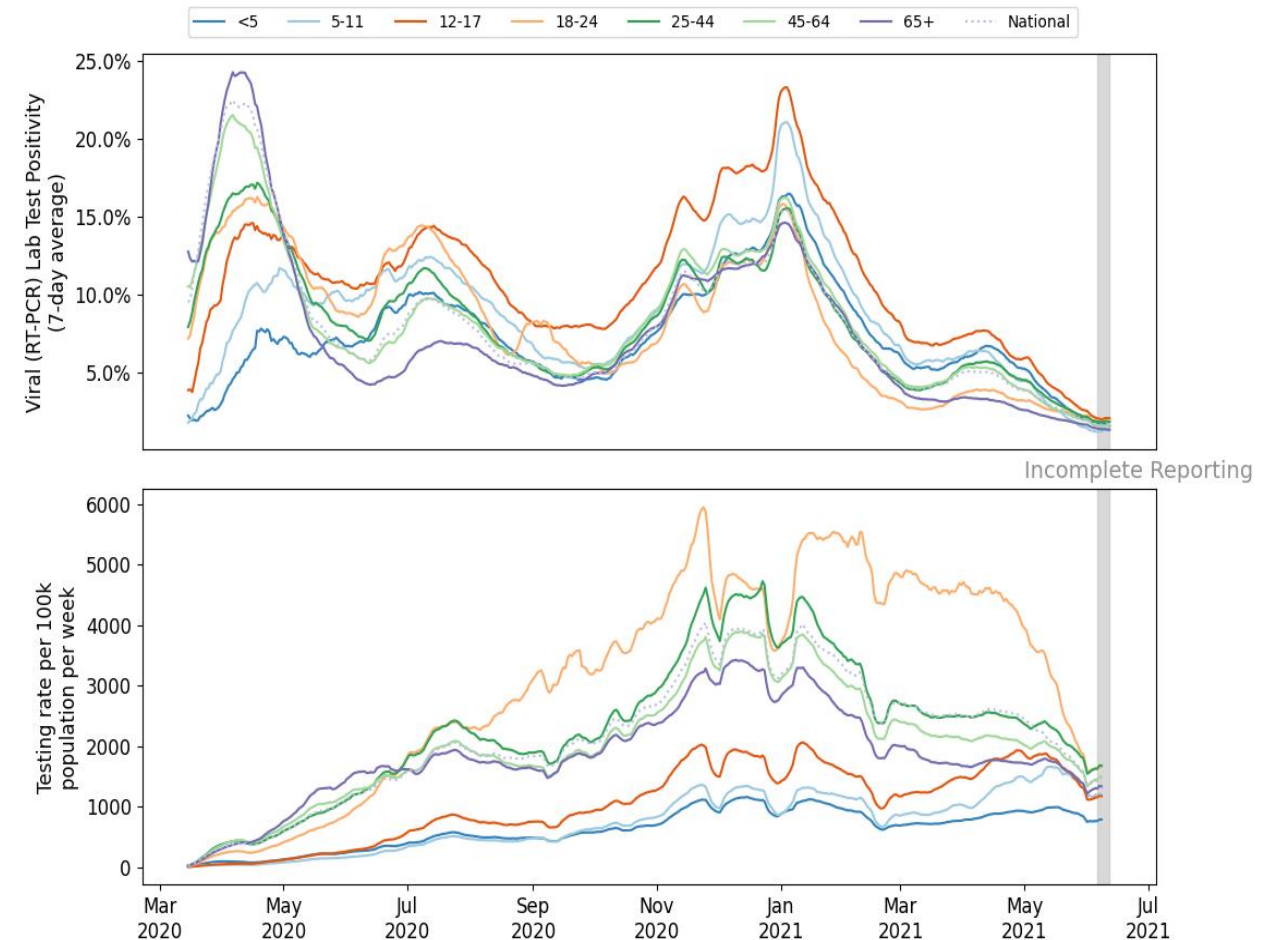 <5 5-11 12-17 18-24 25-44 45-64 65+ National
Viral (RT-PCR) Lab Test Positivity
(7-day average)
25.0%
20.0%
15.0%
10.0%
5.0%
Incomplete Reporting
Testing rate per 100k
population per week
6000
5000
4000
3000
2000
1000
0
Mar May Jul Sep Nov Jan Mar May Jul
2020 2020 2020 2020 2020 2021 2021 2021 2021